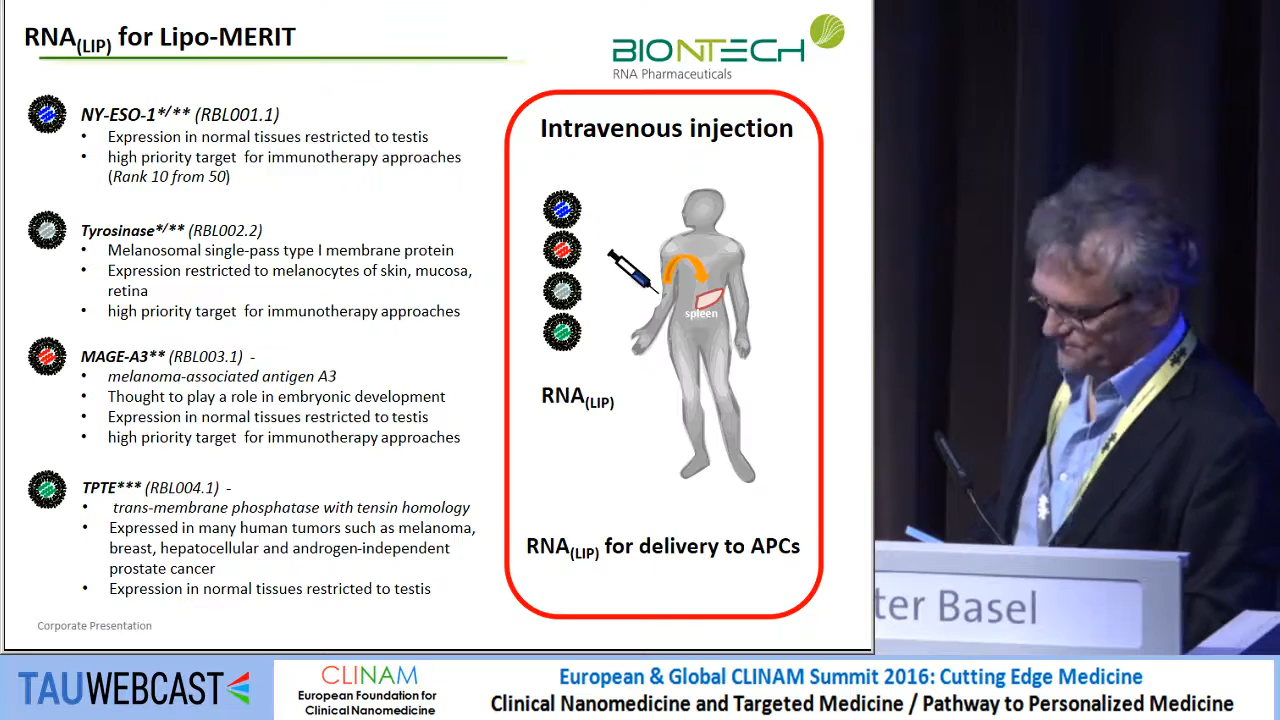 RNA(LIP) for Lipo-MERIT
BIONTECH
RNA Pharmaceuticals
NY-ESO-1*/** (RBL001.1)
• Expression in normal tissues restricted to testis
• high priority target for immunotherapy approaches
(Rank 10 from 50)
Tyrosinase*/** (RBL002.2)
• Melanosomal single-pass type I membrane protein
• Expression restricted to melanocytes of skin, mucosa,
retina
• high priority target for immunotherapy approaches
MAGE-A3** (RBL003.1) -
• melanoma-associated antigen A3
• Thought to play a role in embryonic development
• Expression in normal tissues restricted to testis
• high priority target for immunotherapy approaches
TPTE*** (RBL004.1) -
• trans-membrane phosphatase with tensin homology
• Expressed in many human tumors such as melanoma,
breast, hepatocellular and androgen-independent
prostate cancer
• Expression in normal tissues restricted to testis
Corporate Presentation
Intravenous injection
spleen
RNA(LIP)
RNA(LIP) for delivery to APCs
ter Basel
TAUWEBCAST
CLINAM
European Foundation for
Clinical Nanomedicine
European & Global CLINAM Summit 2016: Cutting Edge Medicine
Clinical Nanomedicine and Targeted Medicine / Pathway to Personalized Medicine